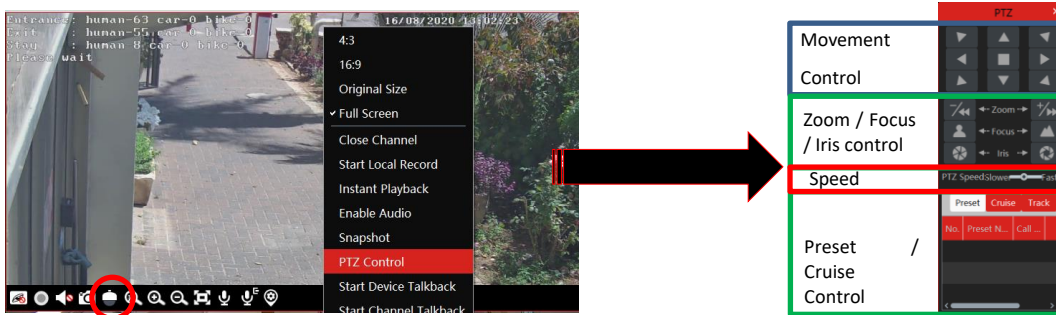 Entrance: human-63 car-0 bike-0
Exit : human-55 car-0 bike-0
Stay : human 8 car-0 bike-0
Please wait
16/08/2020 13:02:23
4:3
16:9
Original Size
Full Screen
Close Channel
Start Local Record
Instant Playback
Enable Audio
Snapshot
PTZ Control
Start Device Talkback
Start Channel Talkback
Movement
Control
Zoom / Focus
/ Iris control
Speed
Preset /
Cruise
Control
PTZ
Zoom
Focus
Iris
PTZ Speed Slower Fast
Preset Cruise Track
No. Preset N... Call ...